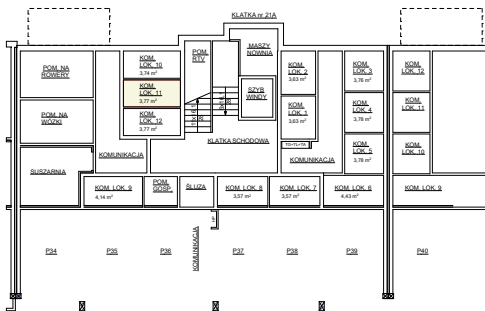 KLATKA nr 21A
POM. NA
ROWERY
KOM.
LOK. 10
3,74 m²
POM.
RTV
MASZY
NOWNIA
KOM.
LOK. 2
3,63 m²
KOM.
LOK. 3
3,76 m²
KOM.
LOK. 12
KOM.
LOK. 11
3,77 m²
SZYB
WINDY
POM. NA
WÓZKI
KOM.
LOK. 12
3,77 m²
KOM.
LOK. 1
3,63 m²
KOM.
LOK. 4
3,78 m²
KOM.
LOK. 11
KLATKA SCHODOWA
KOMUNIKACJA
KOMUNIKACJA
KOM.
LOK. 5
3,78 m²
KOM.
LOK. 10
SUSZARNIA
KOM. LOK. 9
4,14 m²
POM.
GOSP.
ŚLUZA
KOM. LOK. 8
3,57 m²
KOM. LOK. 7
3,57 m²
KOM. LOK. 6
4,43 m²
KOM. LOK. 9
P34
P35
P36
KOMUNIKACJA
P37
P38
P39
P40